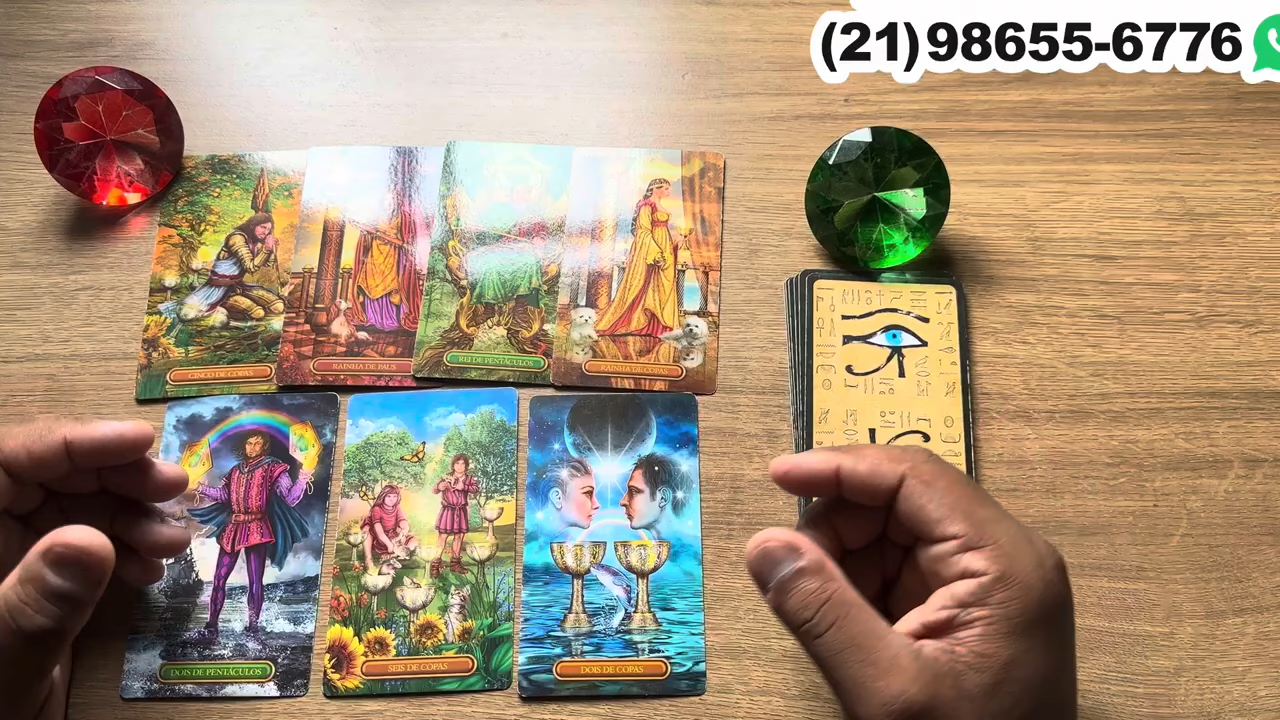 (21)98655-6776
CINCO DE COPAS
RAINHA DE PAUS
REI DE PENTÁCULOS
RAINHA DE COPAS
DOIS DE PENTÁCULOS
SEIS DE COPAS
DOIS DE COPAS